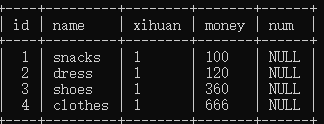 | id | name | xihuan | money | num |
| 1 | snacks | 1 | 100 | NULL |
| 2 | dress | 1 | 120 | NULL |
| 3 | shoes | 1 | 360 | NULL |
| 4 | clothes | 1 | 666 | NULL |